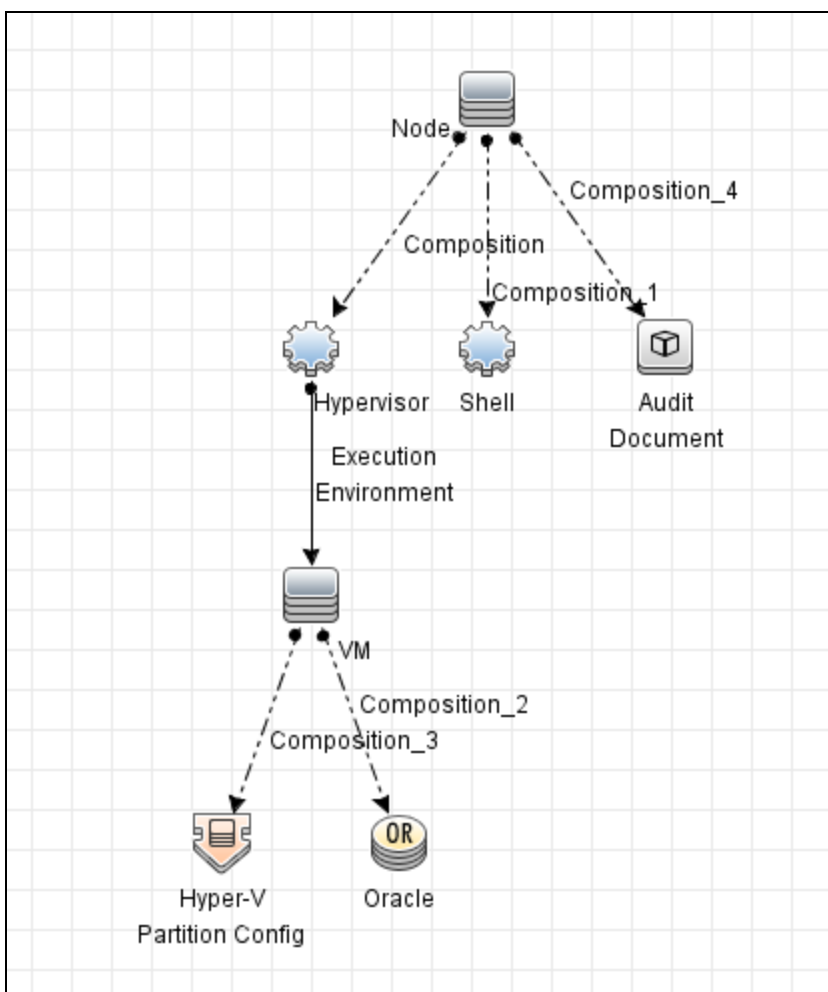 Node
Composition_4
Composition
Composition_1
Hypervisor
Shell
Audit
Document
Execution
Environment
VM
Composition_2
Composition_3
OR
Hyper-V
Partition Config
Oracle